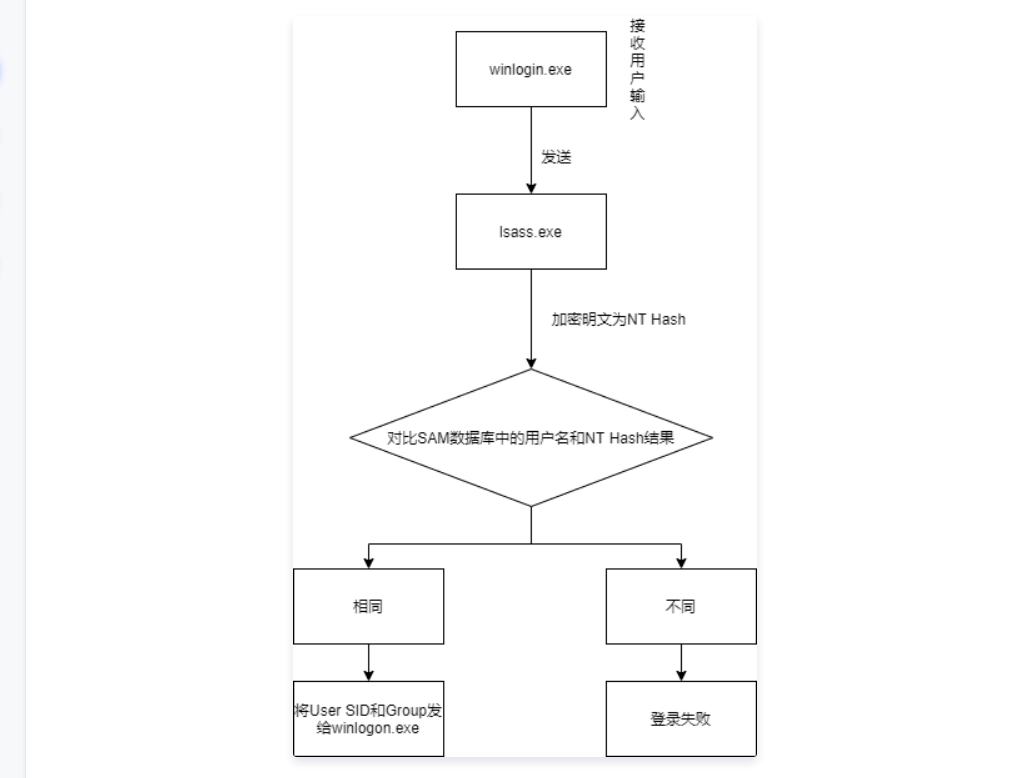 winlogin.exe
接收用户输入
发送
lsass.exe
加密明文为NT Hash
对比SAM数据库中的用户名和NT Hash结果
相同
不同
将User SID和Group发
给winlogon.exe
登录失败